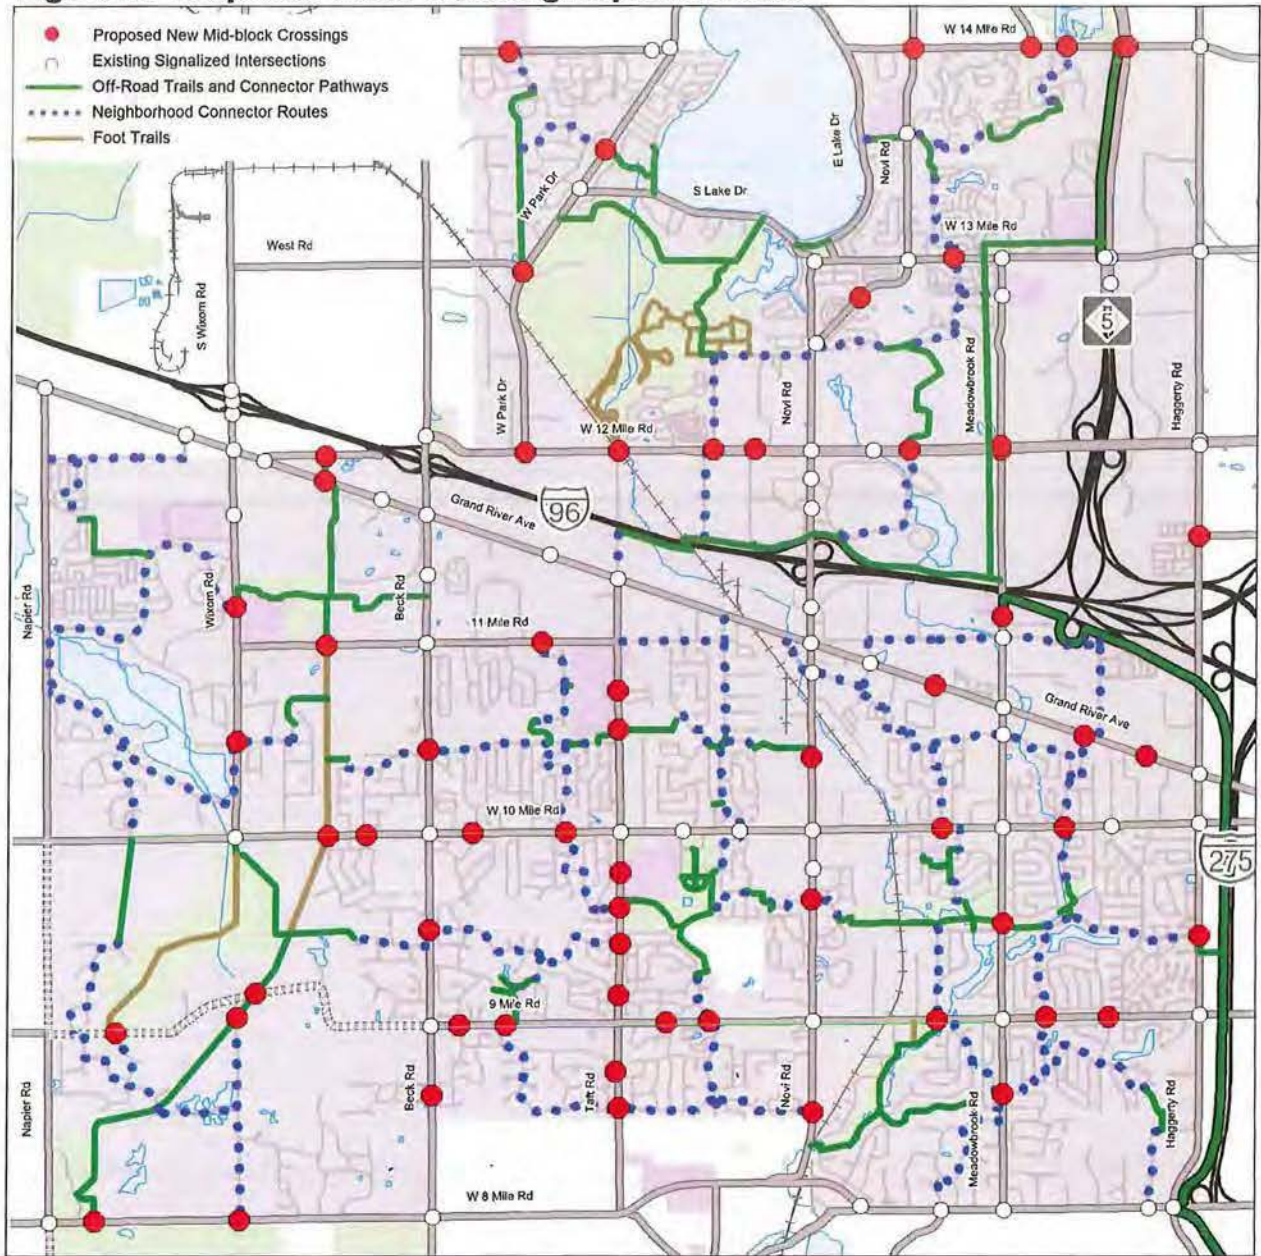 Proposed New Mid-block Crossings
Existing Signalized Intersections
Off-Road Trails and Connector Pathways
Neighborhood Connector Routes
Foot Trails
W 14 Mile Rd
E Lake Dr
Novi Rd
W Park Dr
S Lake Dr
W 13 Mile Rd
West Rd
S Wixom Rd
5
W Park Dr
Novi Rd
Meadowbrook Rd
Haggerty Rd
W 12 Mile Rd
Grand River Ave
96
Napier Rd
Wixom Rd
Beck Rd
11 Mile Rd
Grand River Ave
W 10 Mile Rd
275
9 Mile Rd
Napier Rd
Beck Rd
Taft Rd
Novi Rd
Meadowbrook Rd
Haggerty Rd
W 8 Mile Rd